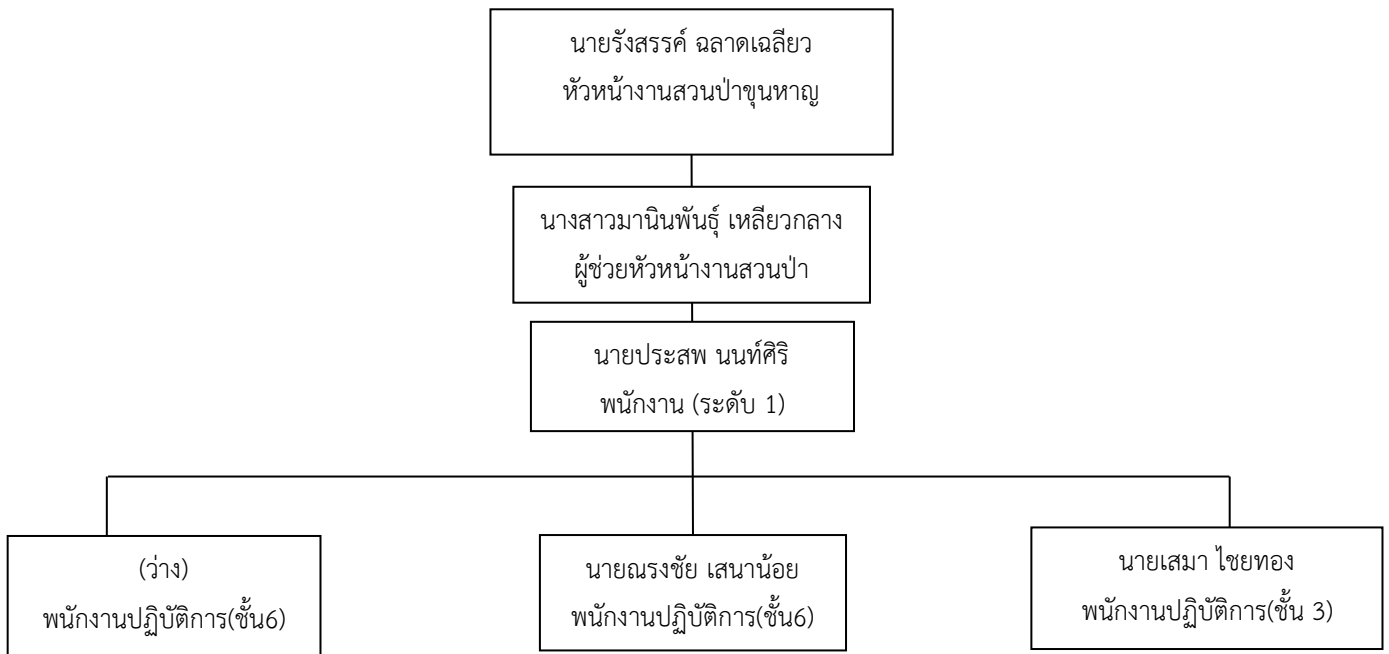 นายรังสรรค์ ฉลาดเฉลียว
หัวหน้างานสวนป่าขุนหาญ
นางสาวมานินพันธุ์ เหลียวกลาง
ผู้ช่วยหัวหน้างานสวนป่า
นายประสพ นนท์ศิริ
พนักงาน (ระดับ 1)
(ว่าง)
พนักงานปฏิบัติการ(ชั้น6)
นายณรงชัย เสนาน้อย
พนักงานปฏิบัติการ(ชั้น6)
นายเสมา ไชยทอง
พนักงานปฏิบัติการ(ชั้น 3)